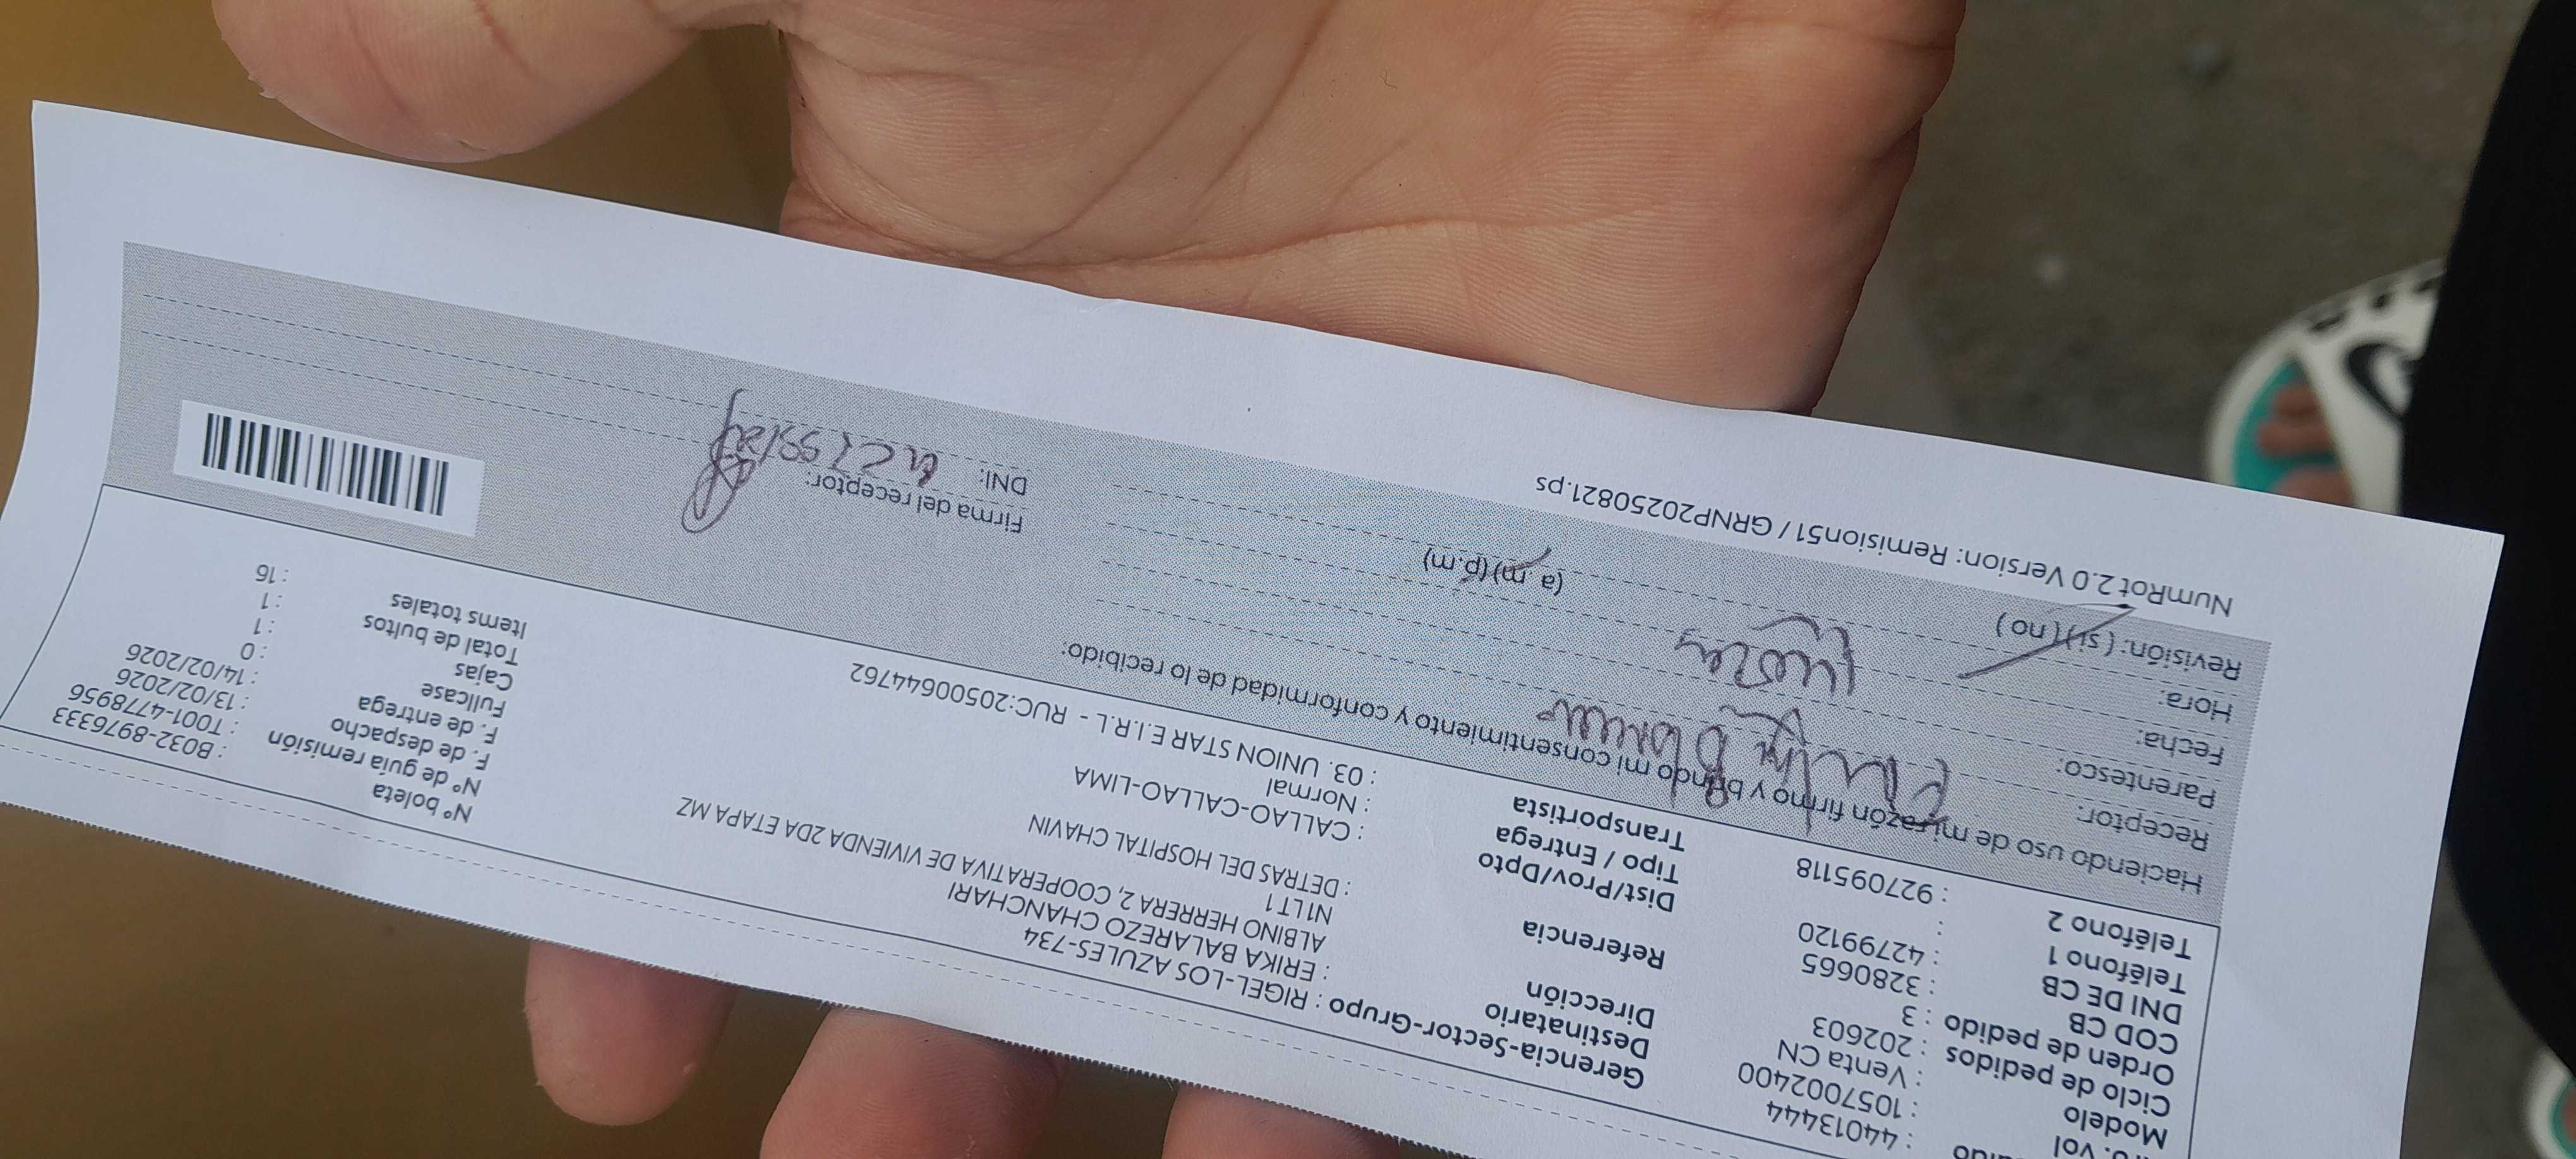 : 44013444
: 1057002400
Modelo : Venta CN
Ciclo de pedidos : 202603
Orden de pedido : 3
COD CB : 3280665
DNI DE CB : 42799120
Teléfono 1 :
Teléfono 2 : 927095118
Gerencia-Sector-Grupo : RIGEL-LOS AZULES-734
Destinatario : ERIKA BALAREZO CHANCHARI
Dirección ALBINO HERRERA 2, COOPERATIVA DE VIVIENDA 2DA ETAPA MZ
N1LT1
Referencia : DETRAS DEL HOSPITAL CHAVIN
Dist/Prov/Dpto : CALLAO-CALLAO-LIMA
Tipo / Entrega : Normal
Transportista : 03. UNION STAR E.I.R.L - RUC:20500644762
Nº boleta : B032-8976333
Nº de guía remisión : T001-4778956
F. de despacho : 13/02/2026
F. de entrega : 14/02/2026
Fullcase : 0
Cajas : 1
Total de bultos : 1
Items totales : 16
Haciendo uso de mi razón firmo y brindo mi consentimiento y conformidad de lo recibido:
Receptor:
Parentesco:
Fecha:
Hora: (a.m) (p.m)
Revisión: ( si ) ( no )
Firma del receptor:
DNI:
NumRot 2.0 Version: Remision51 / GRNP20250821.ps